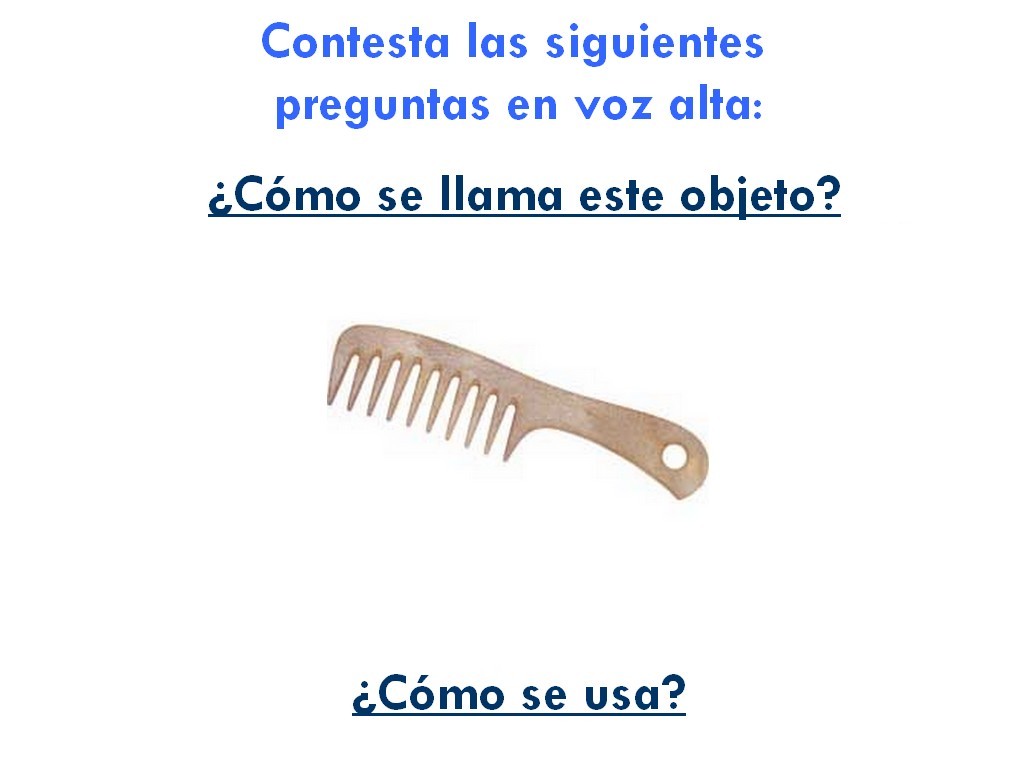 Contesta las siguientes
preguntas en voz alta:
¿Cómo se llama este objeto?
¿Cómo se usa?